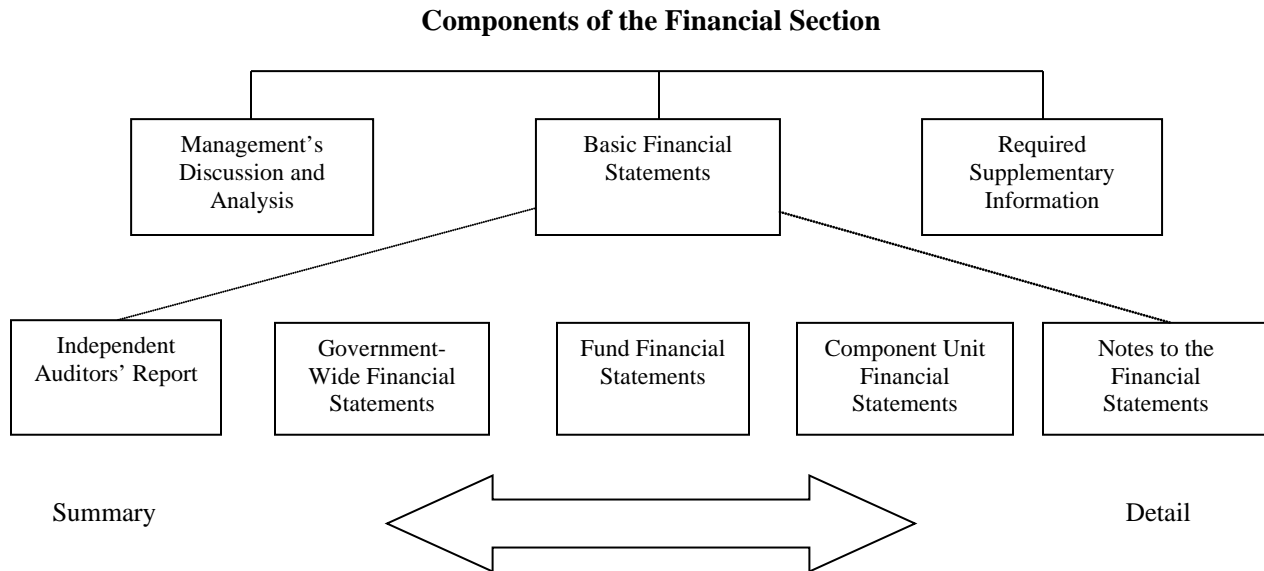 Components of the Financial Section
Management’s
Discussion and
Analysis
Basic Financial
Statements
Required
Supplementary
Information
Independent
Auditors’ Report
Government-
Wide Financial
Statements
Fund Financial
Statements
Component Unit
Financial
Statements
Notes to the
Financial
Statements
Summary
Detail